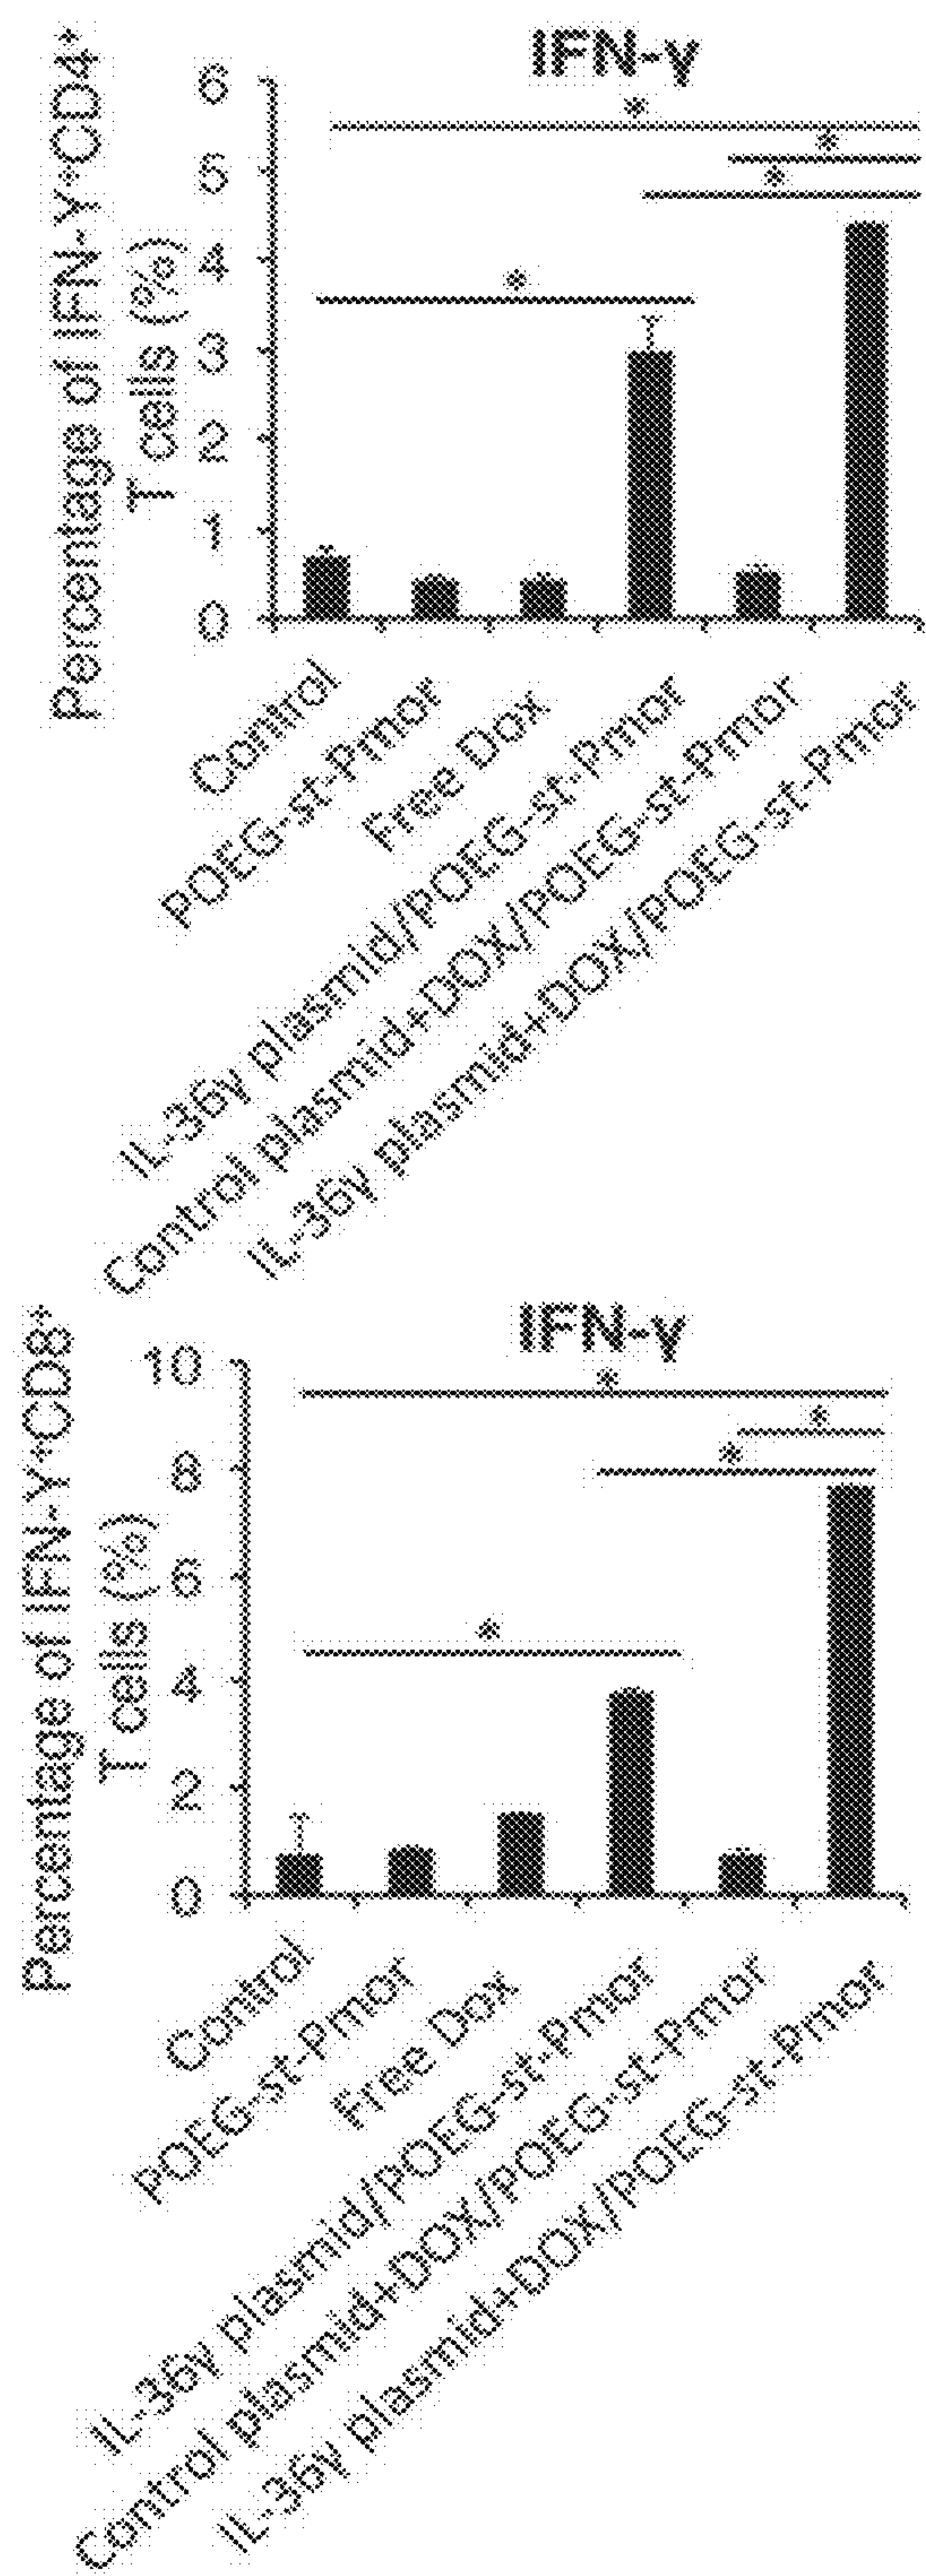 IFN-γ
Percentage of IFN-γ+CD4+
T cells (%)
6
5
4
3
2
1
0
*
*
*
*
Control
POEG-st-Pmor
Free Dox
IL-36γ plasmid/POEG-st-Pmor
Control plasmid+DOX/POEG-st-Pmor
IL-36γ plasmid+DOX/POEG-st-Pmor
IFN-γ
Percentage of IFN-γ+CD8+
T cells (%)
10
8
6
4
2
0
*
*
*
*
Control
POEG-st-Pmor
Free Dox
IL-36γ plasmid/POEG-st-Pmor
Control plasmid+DOX/POEG-st-Pmor
IL-36γ plasmid+DOX/POEG-st-Pmor